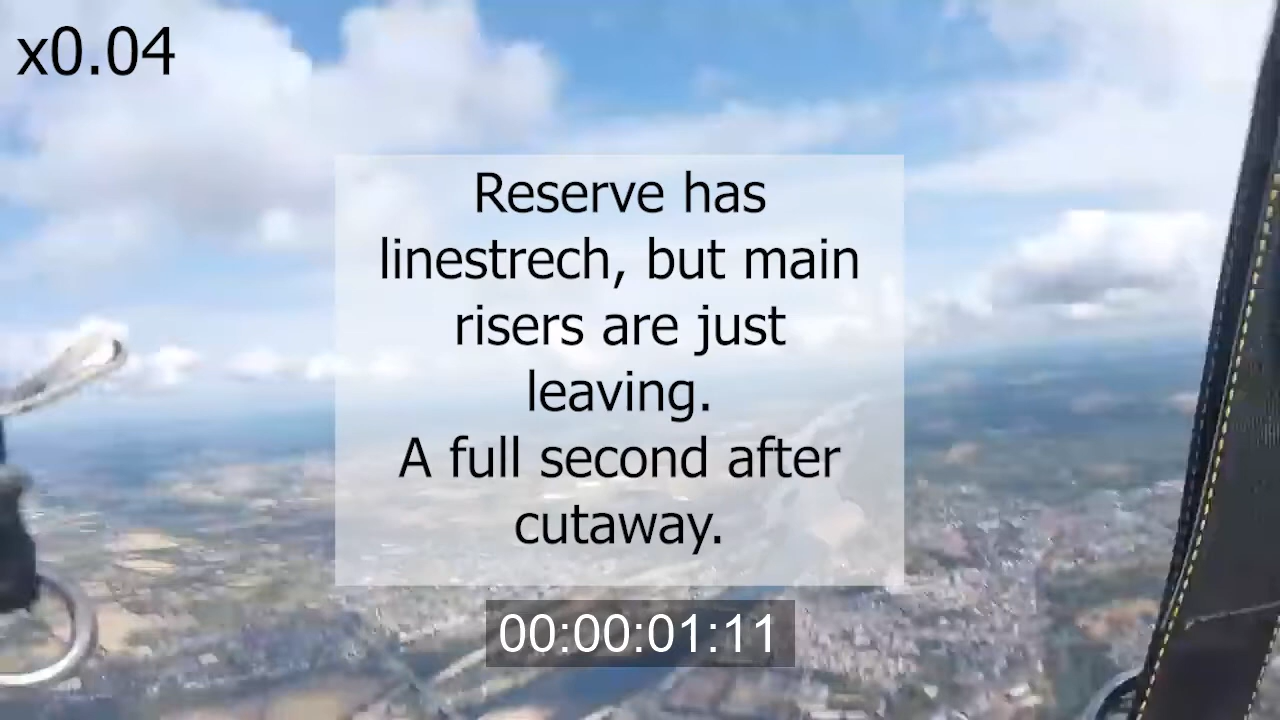 x0.04
Reserve has
linestrech, but main
risers are just
leaving.
A full second after
cutaway.
00:00:01:11